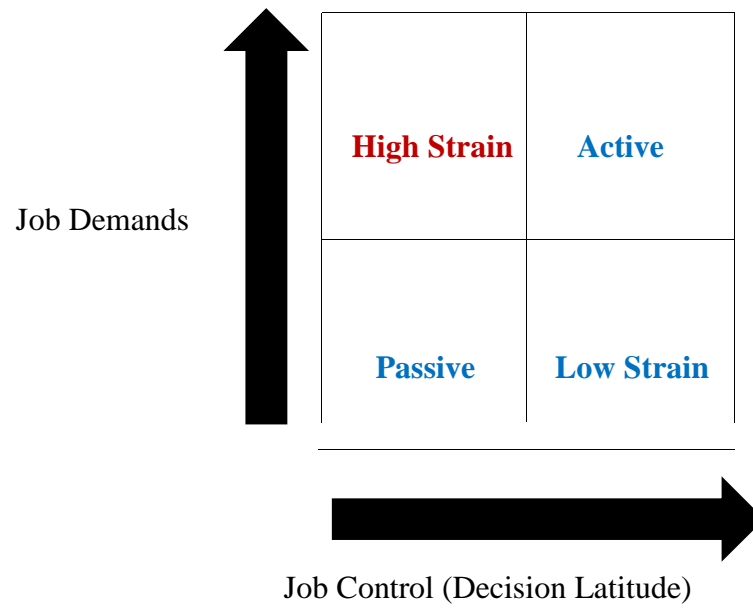 High Strain Active
Job Demands
Passive Low Strain
Job Control (Decision Latitude)